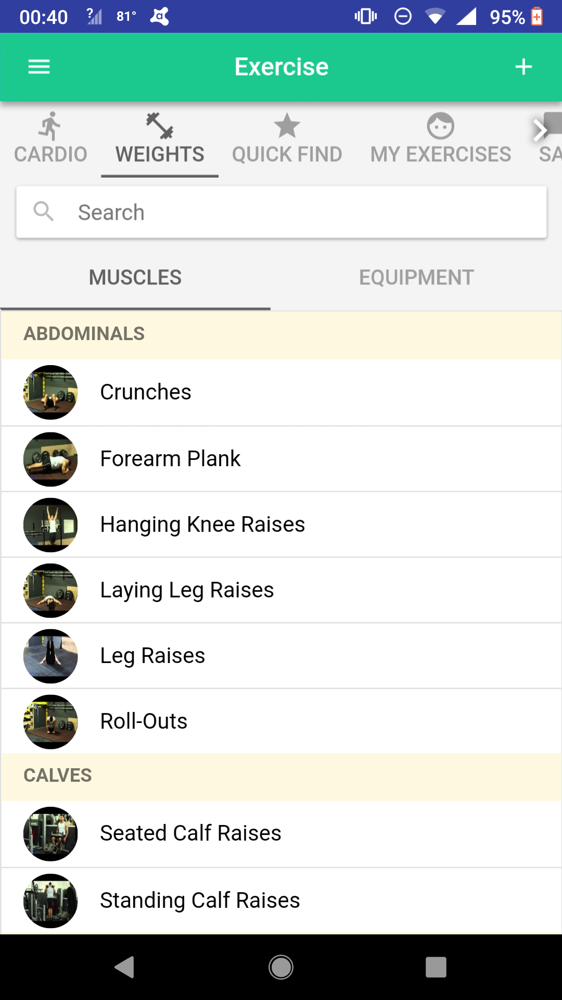 00:40 ? 81° a 95%
Exercise
CARDIO WEIGHTS QUICK FIND MY EXERCISES SA
Search
MUSCLES EQUIPMENT
ABDOMINALS
Crunches
Forearm Plank
Hanging Knee Raises
Laying Leg Raises
Leg Raises
Roll-Outs
CALVES
Seated Calf Raises
Standing Calf Raises